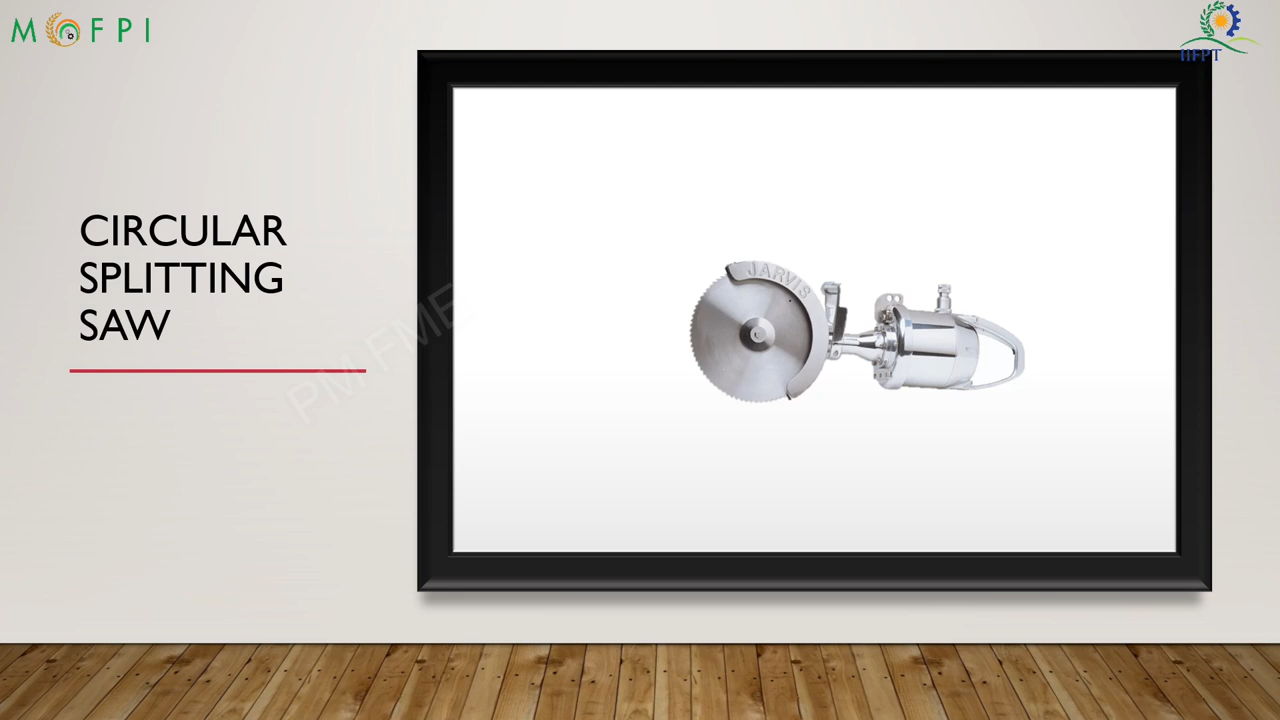 MOFPI
IIFPT
CIRCULAR
SPLITTING
SAW
JARVIS
PM FME